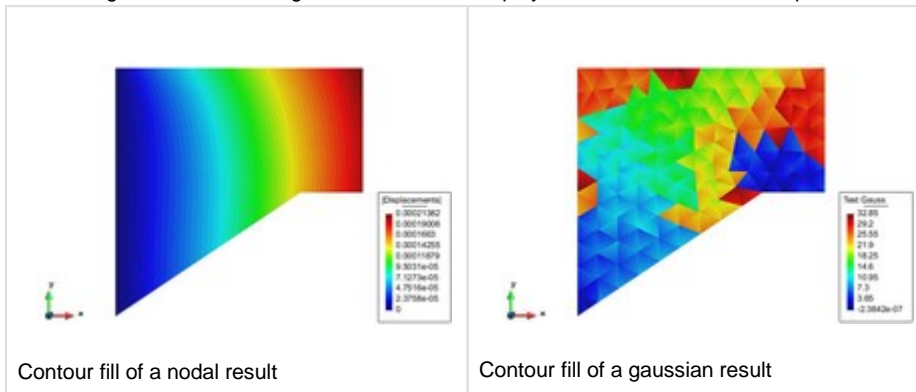 |Displacements|
0.00021382
0.00019006
0.0001663
0.00014255
0.00011879
9.5031e-05
7.1273e-05
4.7516e-05
2.3758e-05
0
y
x
Contour fill of a nodal result
Test Gauss
32.85
29.2
25.55
21.9
18.25
14.6
10.95
7.3
3.65
-2.3842e-07
y
x
Contour fill of a gaussian result